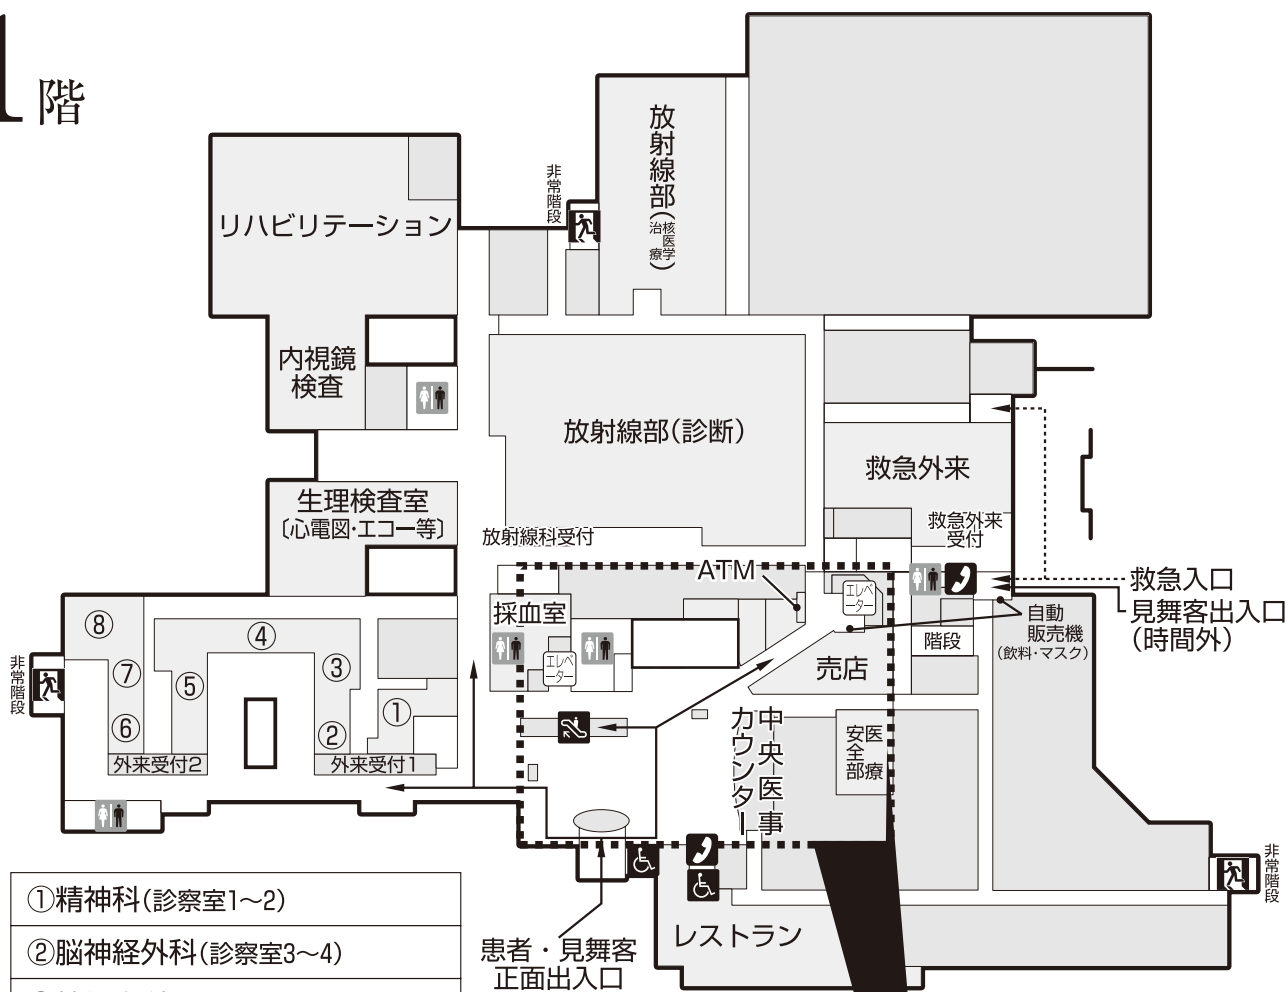 1階
放射線部(核医学治療)
非常階段
リハビリテーション
内視鏡
検査
放射線部(診断)
救急外来
生理検査室
〔心電図・エコー等〕
放射線科受付
救急外来
受付
ATM
エレベ
ーター
救急入口
見舞客出入口
(時間外)
自動
販売機
(飲料・マスク)
採血室
階段
売店
エレベ
ーター
⑧
④
⑦
③
⑤
①
⑥
②
非常階段
外来受付2
外来受付1
中央医事
カウンター
医療
安全部
非常階段
①精神科(診察室1〜2)
②脳神経外科(診察室3〜4)
患者・見舞客
正面出入口
レストラン